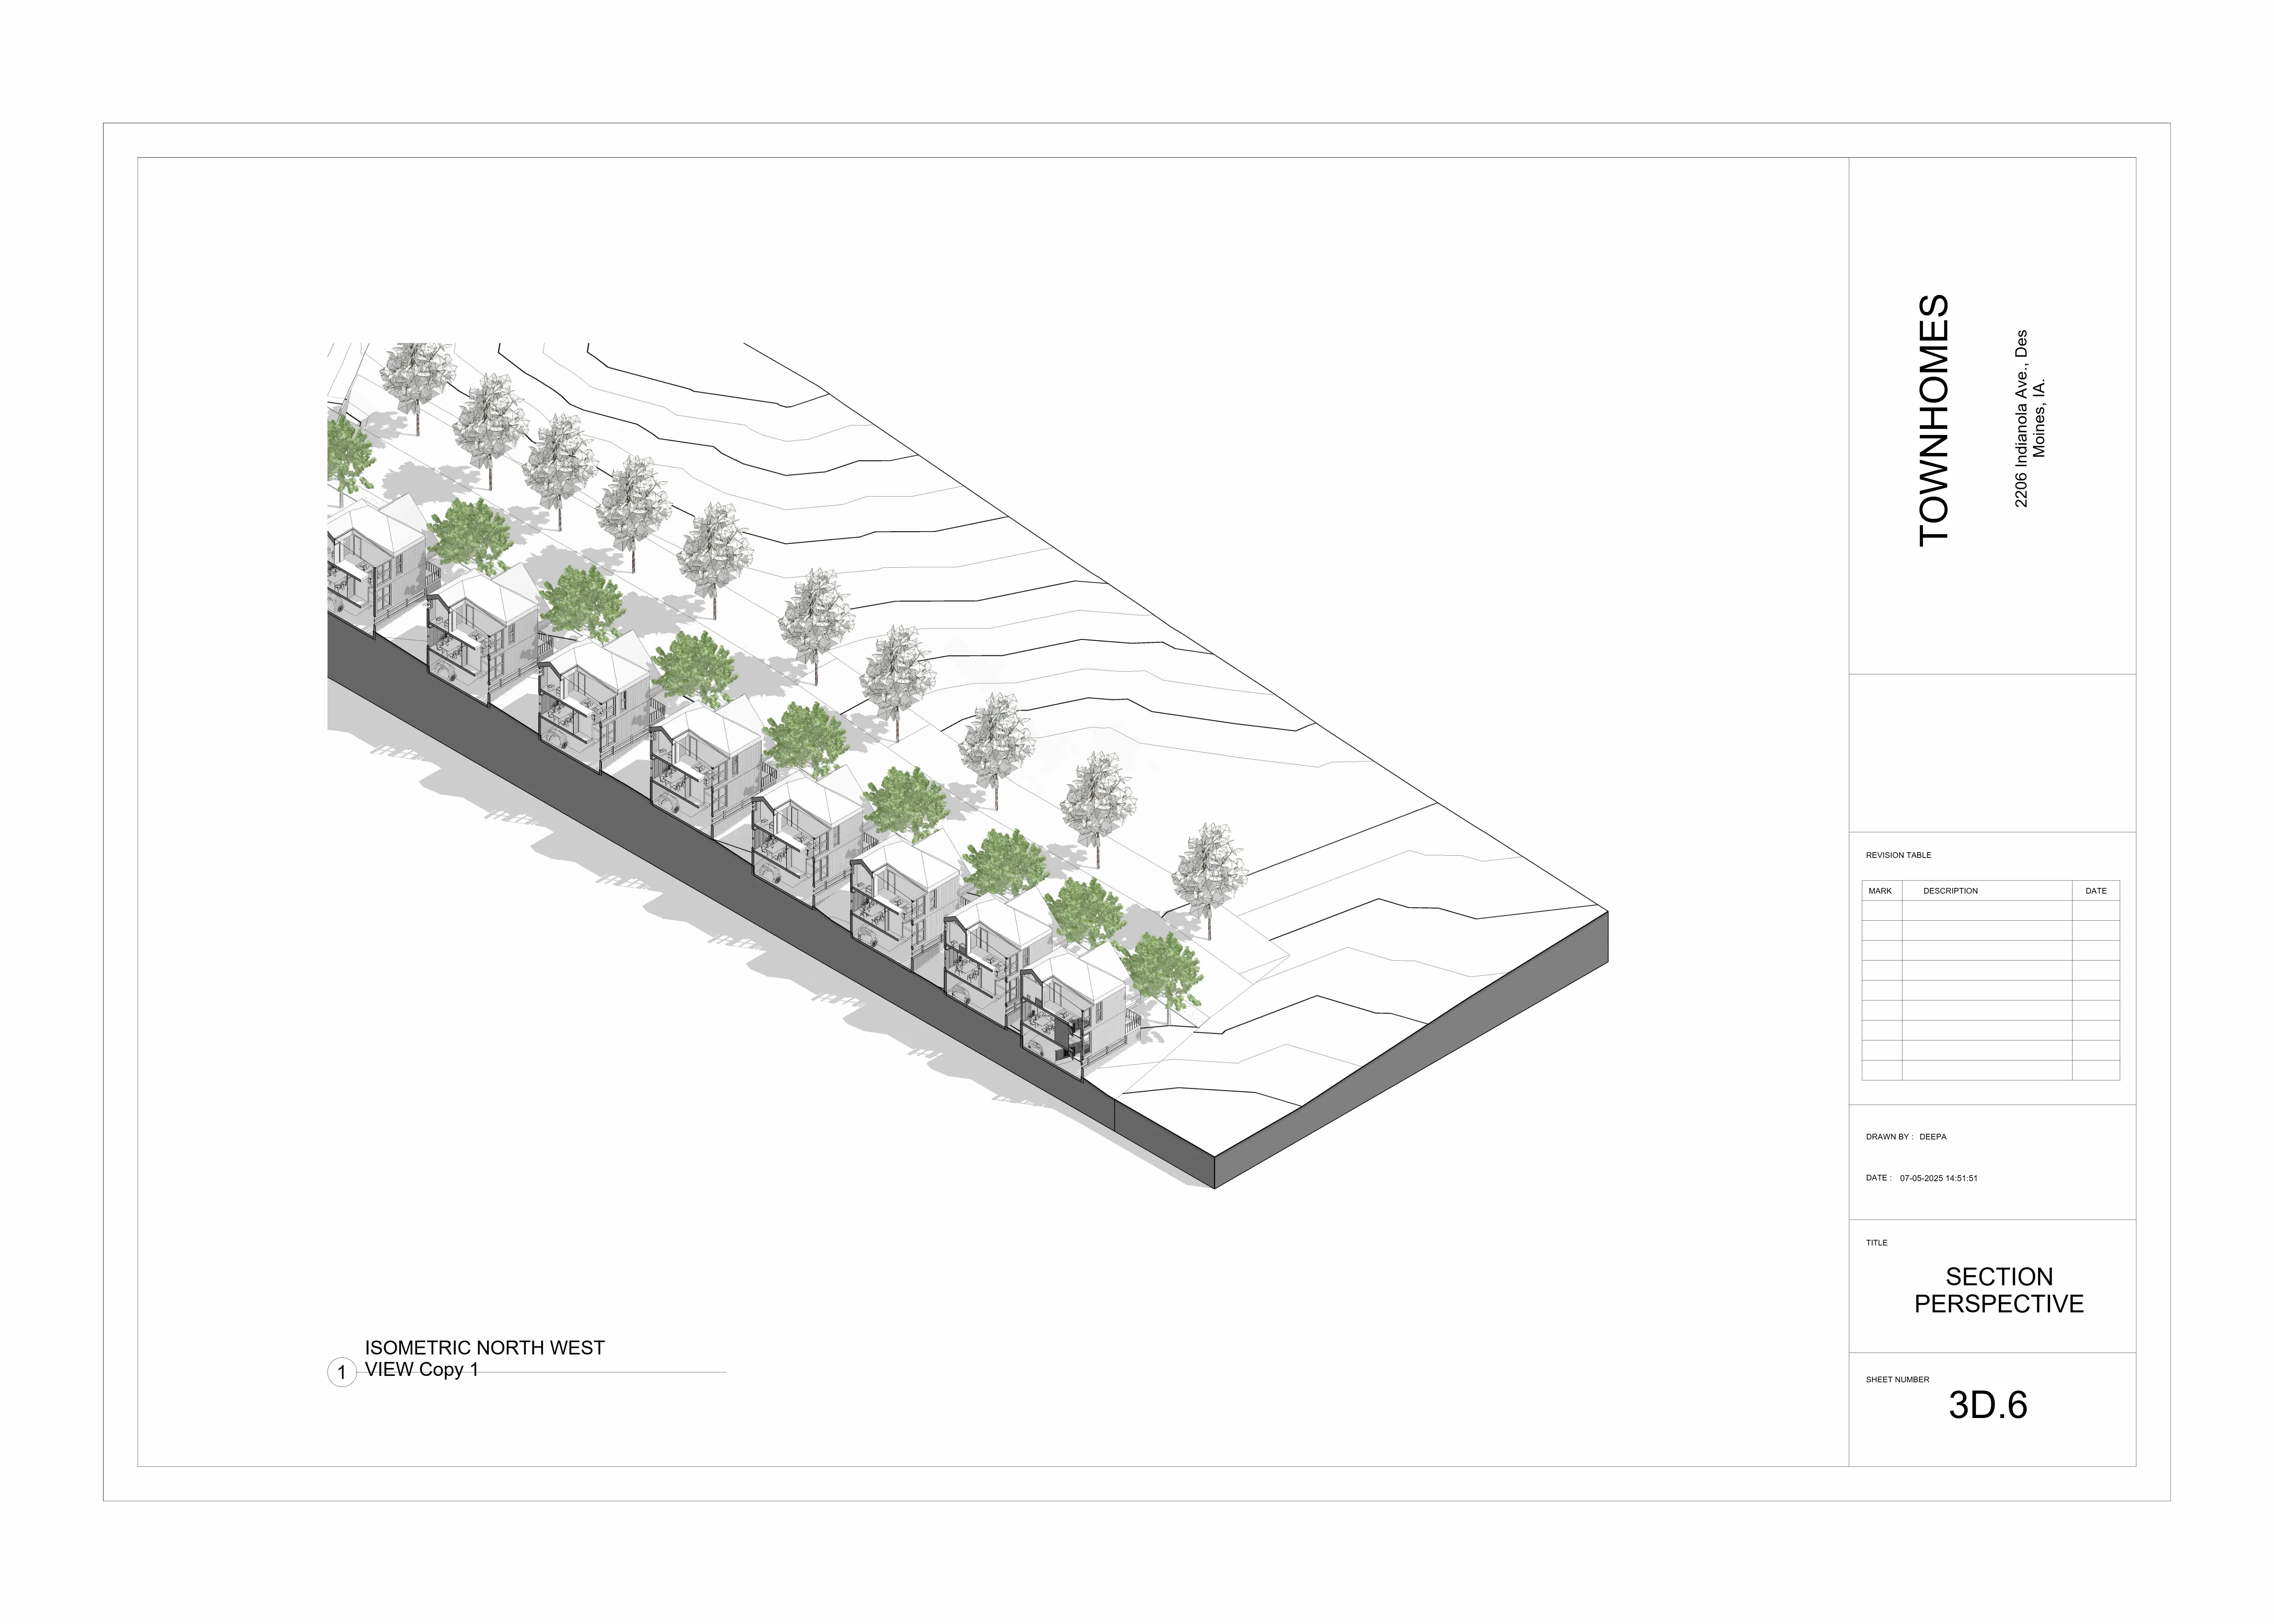 TOWNHOMES
2206 Indianola Ave., Des
Moines, IA.
REVISION TABLE
MARK DESCRIPTION DATE
DRAWN BY : DEEPA
DATE : 07-05-2025 14:51:51
TITLE
SECTION
PERSPECTIVE
SHEET NUMBER
3D.6
1
ISOMETRIC NORTH WEST
VIEW Copy 1